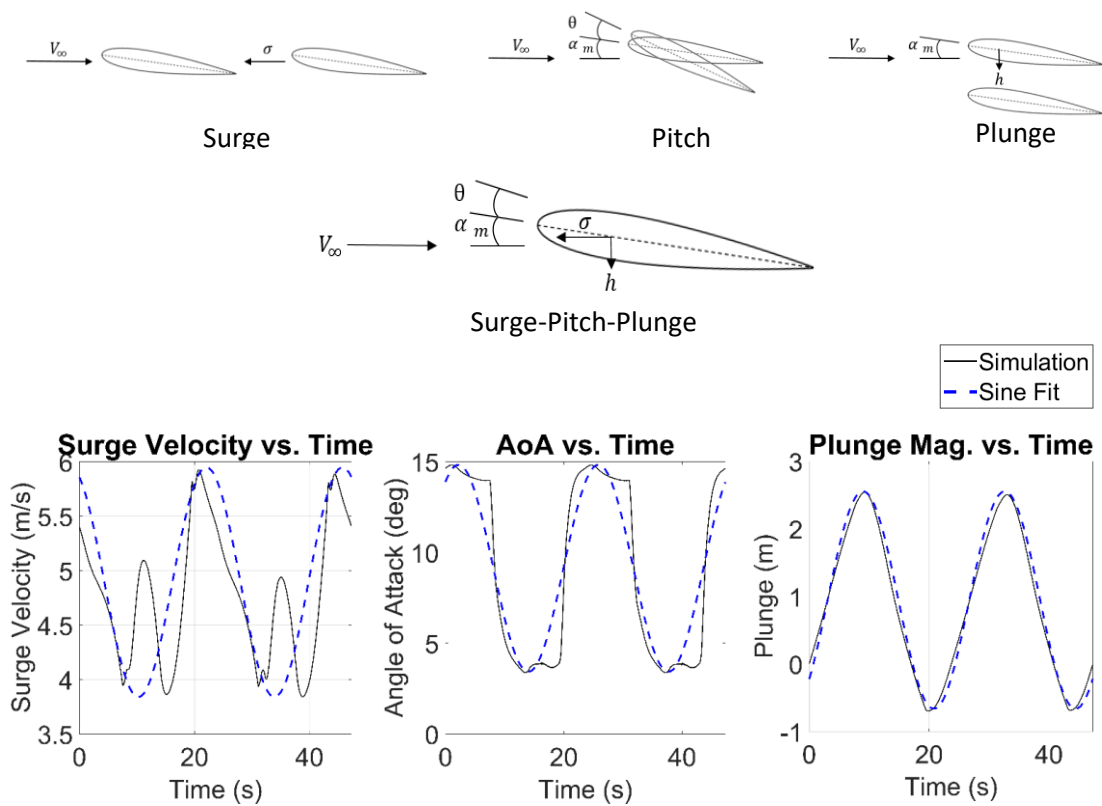 V∞ σ
Surge
V∞ θ α m
Pitch
V∞ α m h
Plunge
V∞ θ α m σ h
Surge-Pitch-Plunge
Simulation
Sine Fit
Surge Velocity vs. Time
Surge Velocity (m/s)
6
5.5
5
4.5
4
3.5
0 20 40
Time (s)
AoA vs. Time
Angle of Attack (deg)
15
10
5
0
0 20 40
Time (s)
Plunge Mag. vs. Time
Plunge (m)
3
2
1
0
-1
0 20 40
Time (s)